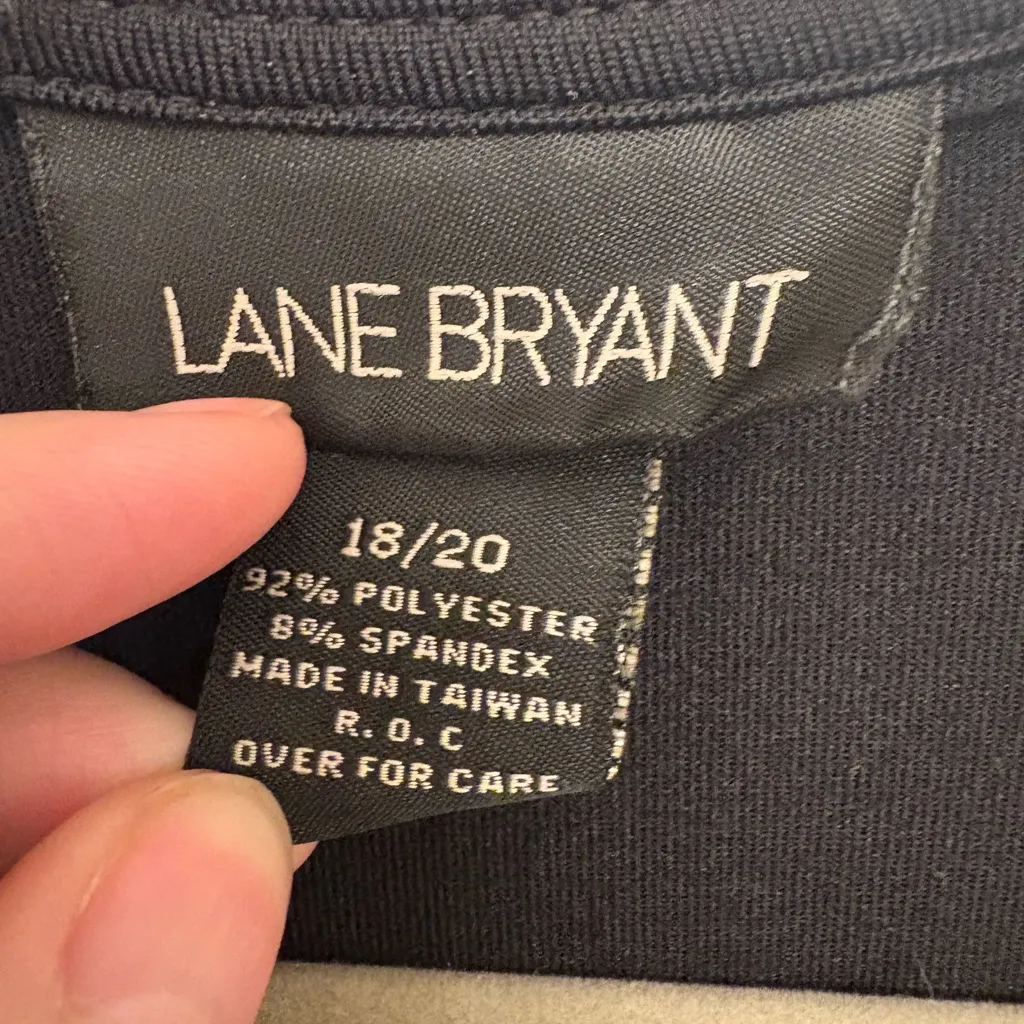 LANE BRYANT
18/20
92% POLYESTER
8% SPANDEX
MADE IN TAIWAN
R. O. C
OVER FOR CARE